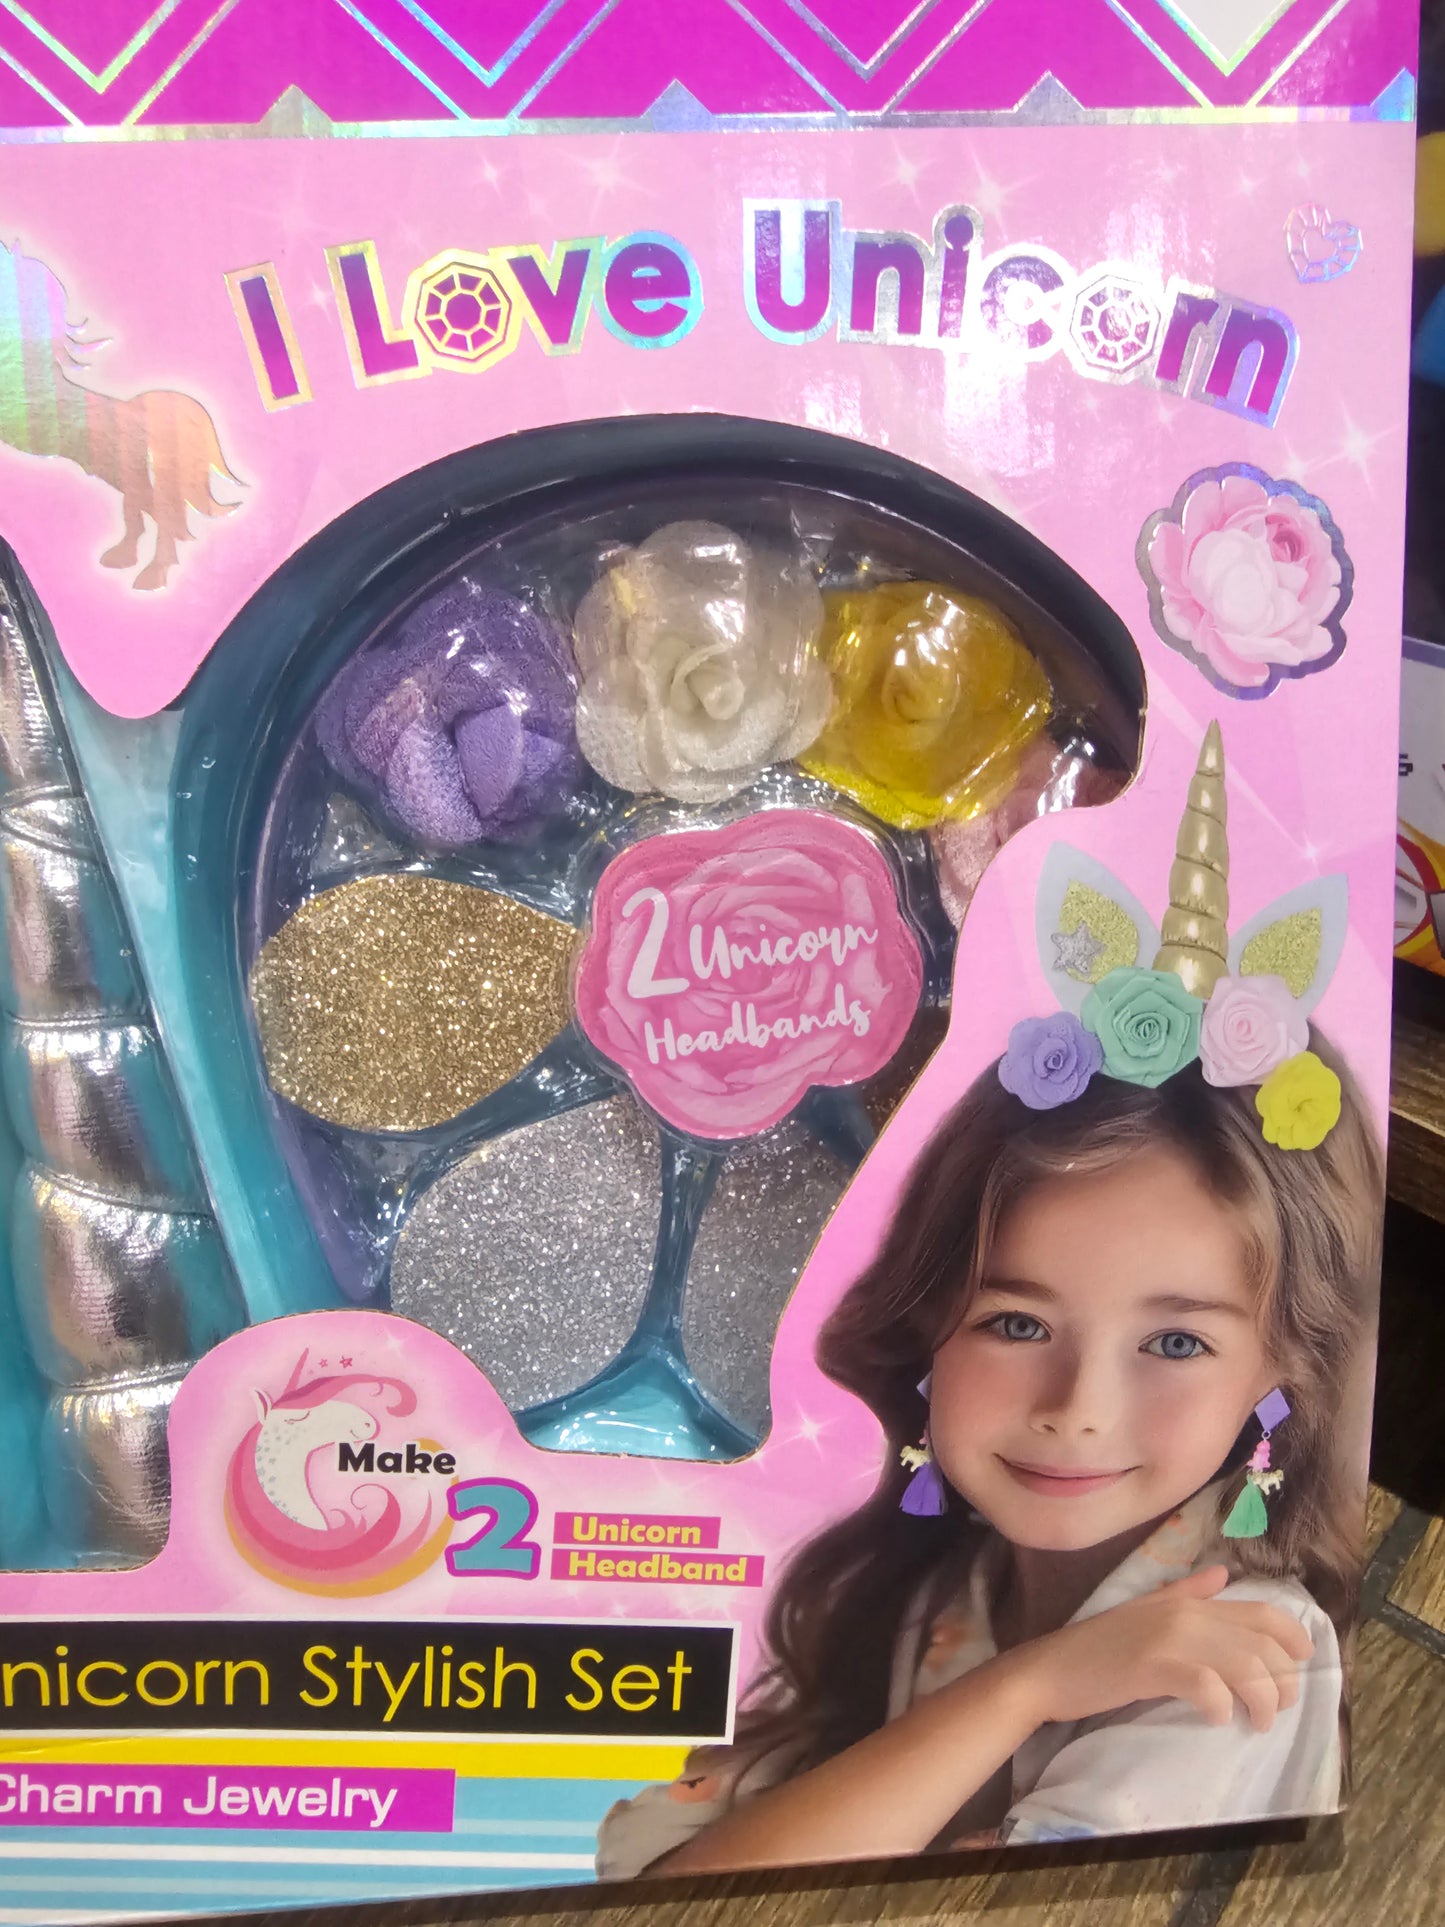 I Love Unicorn
2 Unicorn
Headbands
Make
2 Unicorn
Headband
nicorn Stylish Set
Charm Jewelry